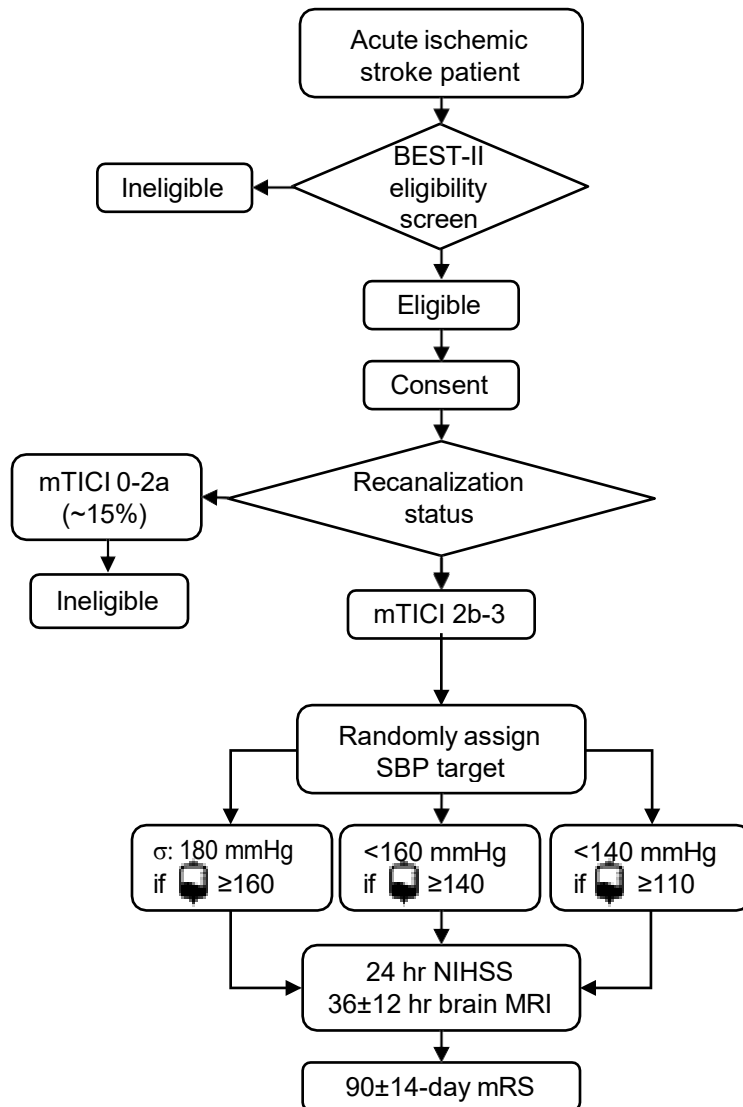 Acute ischemic
stroke patient
BEST-II
eligibility
screen
Ineligible
Eligible
Consent
Recanalization
status
mTICI 0-2a
(~15%)
Ineligible
mTICI 2b-3
Randomly assign
SBP target
σ: 180 mmHg
if ≥160
<160 mmHg
if ≥140
<140 mmHg
if ≥110
24 hr NIHSS
36±12 hr brain MRI
90±14-day mRS